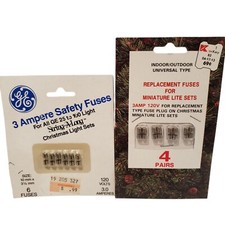 GE
3 Ampere Safety Fuses
For All GE 25 to 100 Light
String-A-Long
Christmas Light Sets
SIZE
6
FUSES
120
VOLTS
3.0
AMPERES
INDOOR/OUTDOOR
UNIVERSAL TYPE
REPLACEMENT FUSES
FOR
MINIATURE LITE SETS
3AMP 120V FOR REPLACEMENT
TYPE FUSE PLUG ON CHRISTMAS
MINIATURE LITE SETS
4
PAIRS